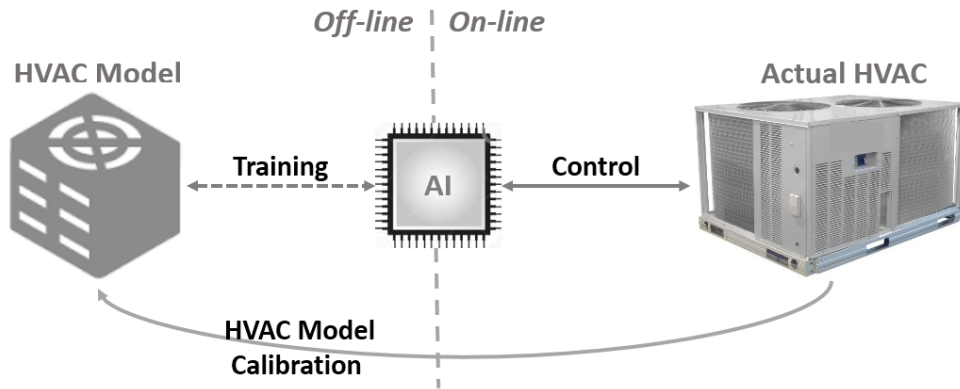 Off-line On-line
HVAC Model
Actual HVAC
Training
AI
Control
HVAC Model
Calibration